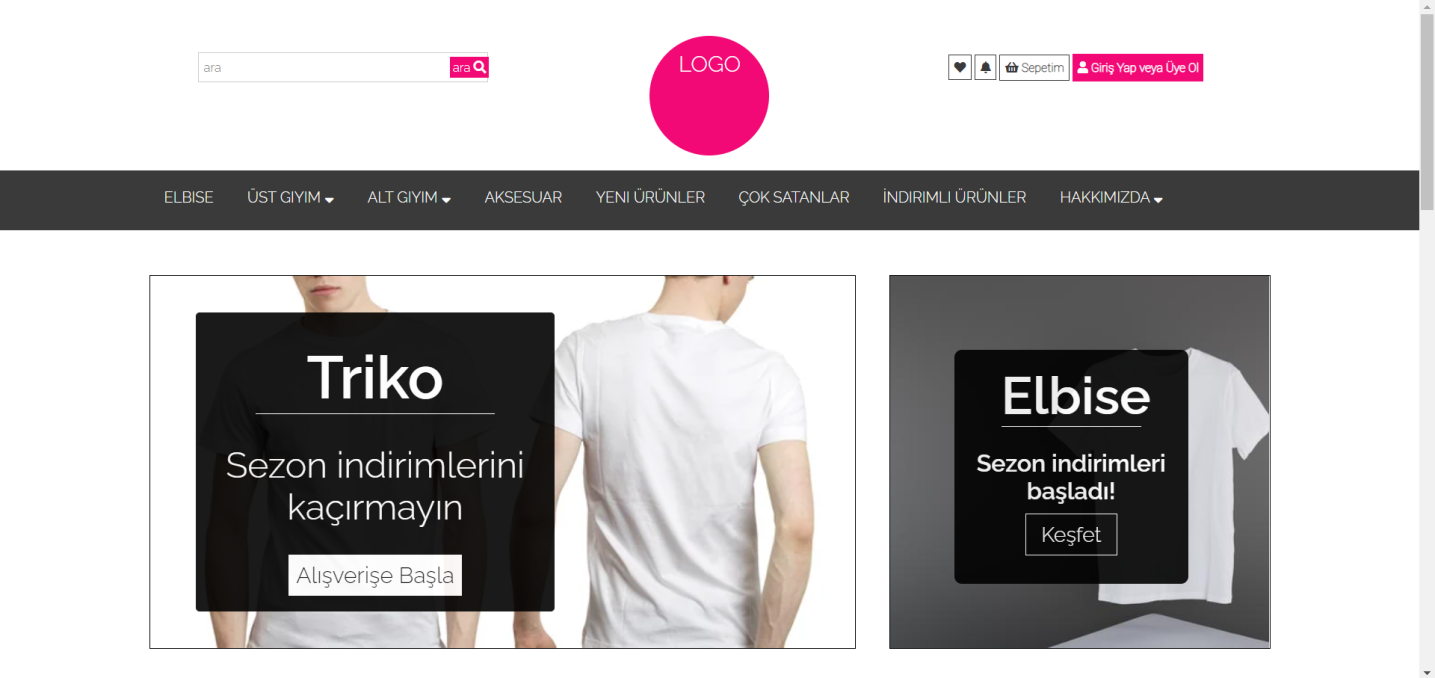 ara
ara
LOGO
Sepetim
Giriş Yap veya Üye Ol
ELBISE ÜST GIYIM ALT GIYIM AKSESUAR YENI ÜRÜNLER ÇOK SATANLAR İNDIRIMLI ÜRÜNLER HAKKIMIZDA
Triko
Sezon indirimlerini
kaçırmayın
Alışverişe Başla
Elbise
Sezon indirimleri
başladı!
Keşfet